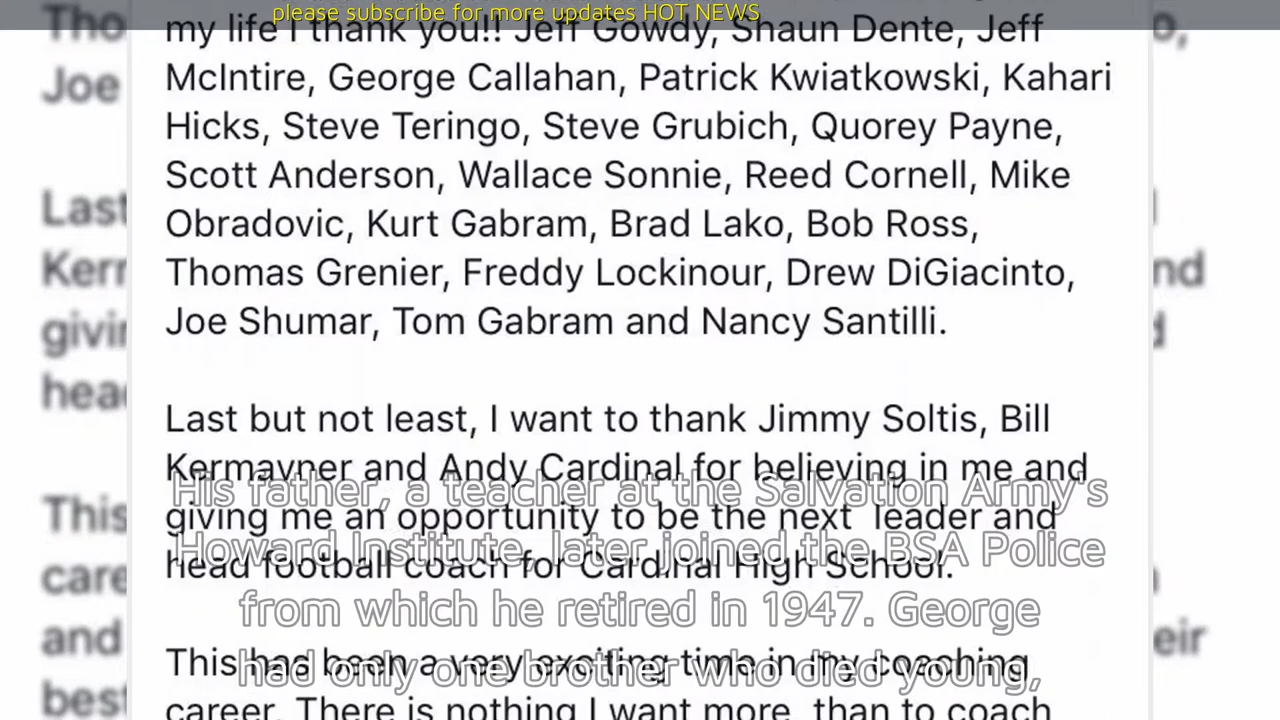 please subscribe for more updates HOT NEWS
my life I thank you!! Jeff Gowdy, Shaun Dente, Jeff
McIntire, George Callahan, Patrick Kwiatkowski, Kahari
Hicks, Steve Teringo, Steve Grubich, Quorey Payne,
Scott Anderson, Wallace Sonnie, Reed Cornell, Mike
Obradovic, Kurt Gabram, Brad Lako, Bob Ross,
Thomas Grenier, Freddy Lockinour, Drew DiGiacinto,
Joe Shumar, Tom Gabram and Nancy Santilli.
Last but not least, I want to thank Jimmy Soltis, Bill
Kermavner and Andy Cardinal for believing in me and
giving me an opportunity to be the next leader and
head football coach for Cardinal High School.
This has been a very exciting time in my coaching
career. There is nothing I want more, than to coach
His father, a teacher at the Salvation Army's
Howard Institute, later joined the BSA Police
from which he retired in 1947. George
had only one brother who died young,